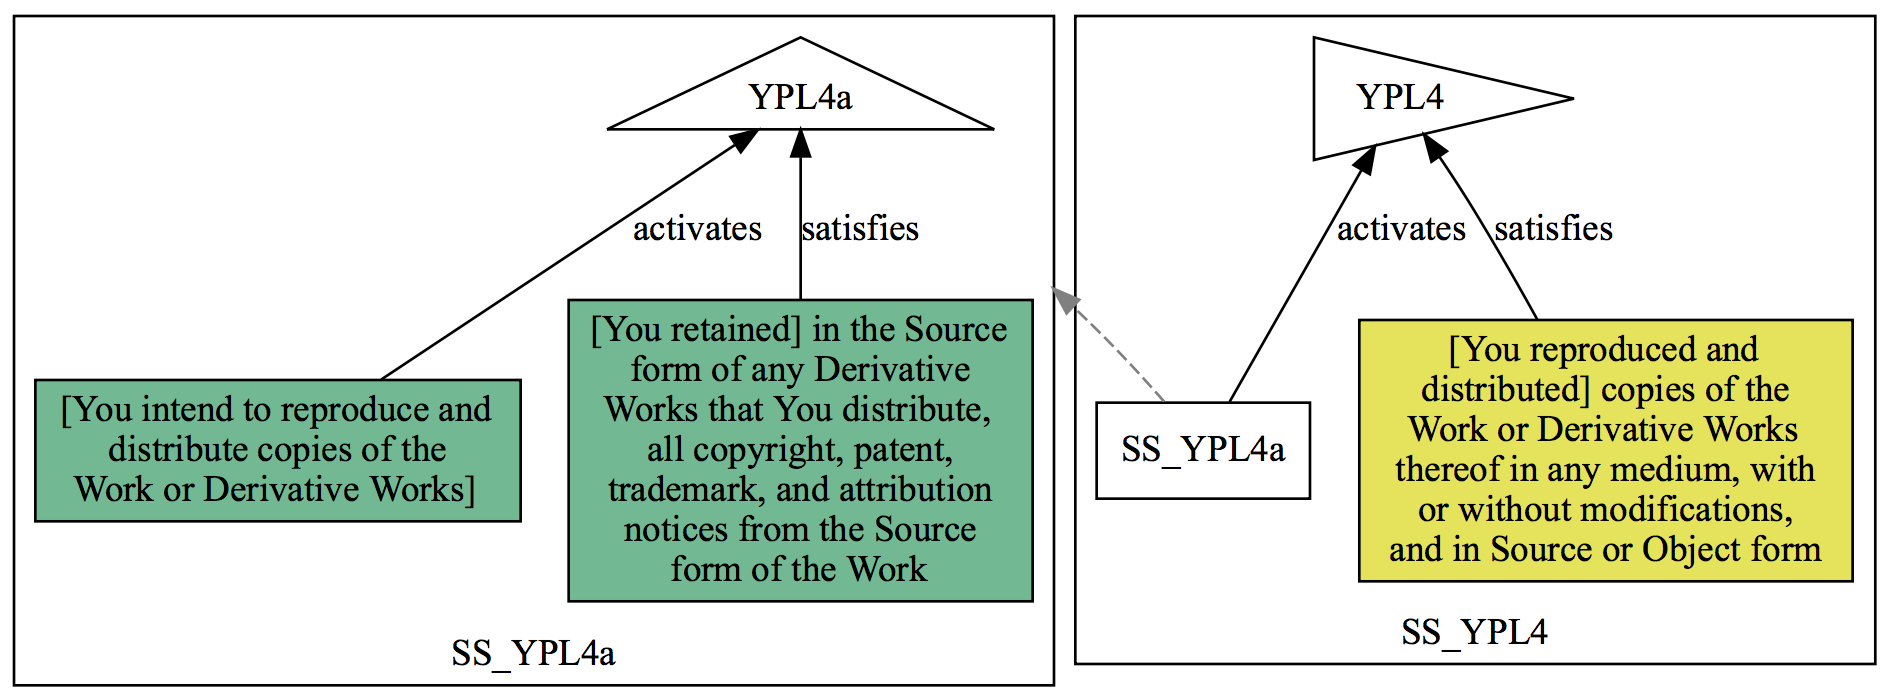 YPL4a
activates
satisfies
[You intend to reproduce and
distribute copies of the
Work or Derivative Works]
[You retained] in the Source
form of any Derivative
Works that You distribute,
all copyright, patent,
trademark, and attribution
notices from the Source
form of the Work
SS_YPL4a
YPL4
activates
satisfies
SS_YPL4a
[You reproduced and
distributed] copies of the
Work or Derivative Works
thereof in any medium, with
or without modifications,
and in Source or Object form
SS_YPL4